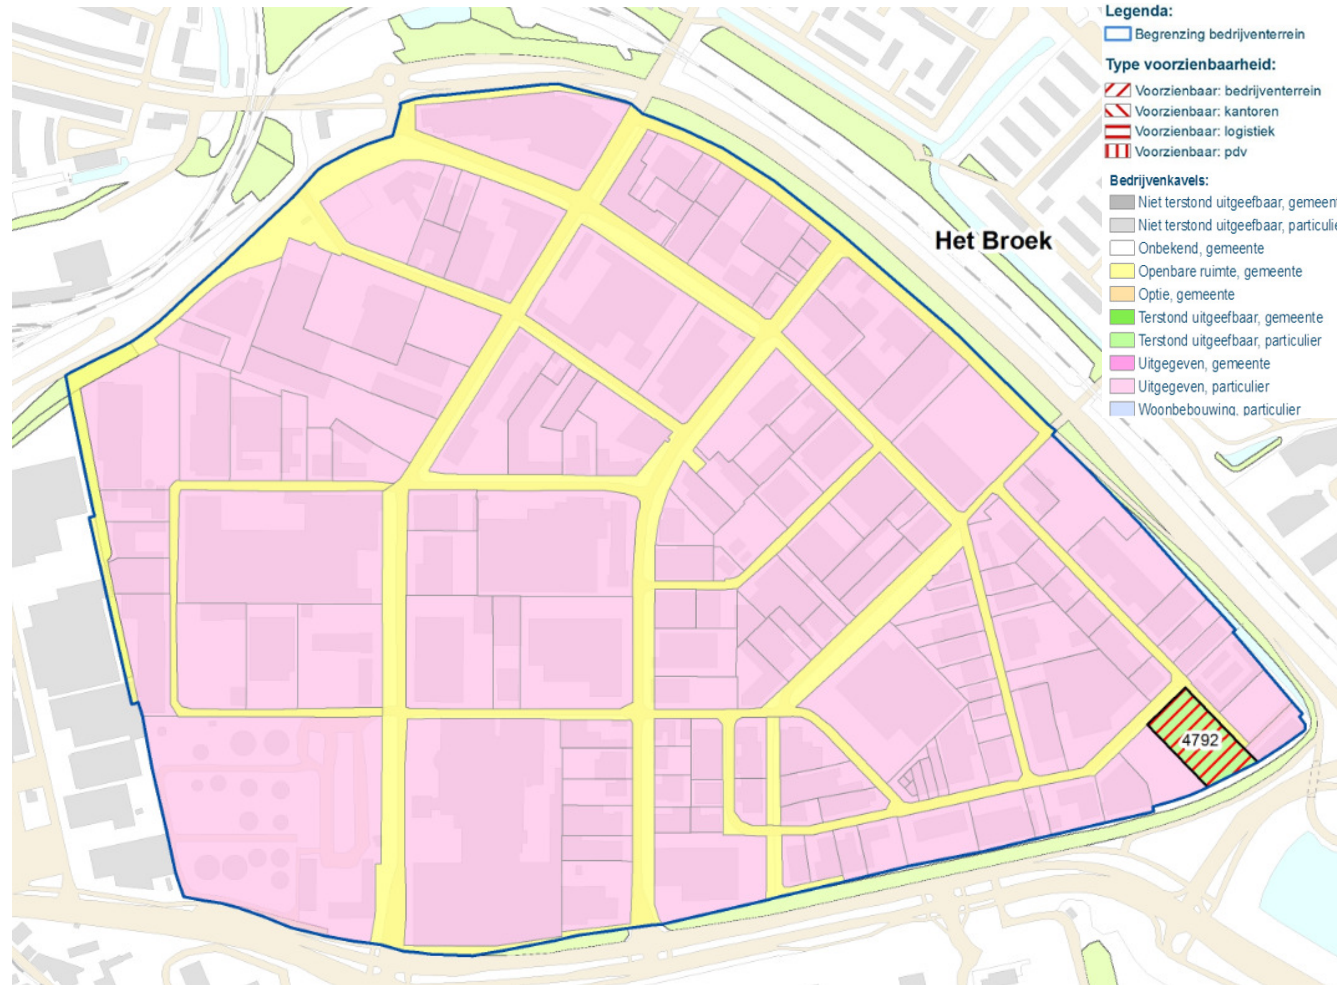 Legenda:
Begrenzing bedrijventerrein
Type voorzienbaarheid:
Voorzienbaar: bedrijventerrein
Voorzienbaar: kantoren
Voorzienbaar: logistiek
Voorzienbaar: pdv
Bedrijvenkavels:
Niet terstond uitgeefbaar, gemeent
Niet terstond uitgeefbaar, particulie
Onbekend, gemeente
Openbare ruimte, gemeente
Optie, gemeente
Terstond uitgeefbaar, gemeente
Terstond uitgeefbaar, particulier
Uitgegeven, gemeente
Uitgegeven, particulier
Woonbebouwing, particulier
Het Broek
4792